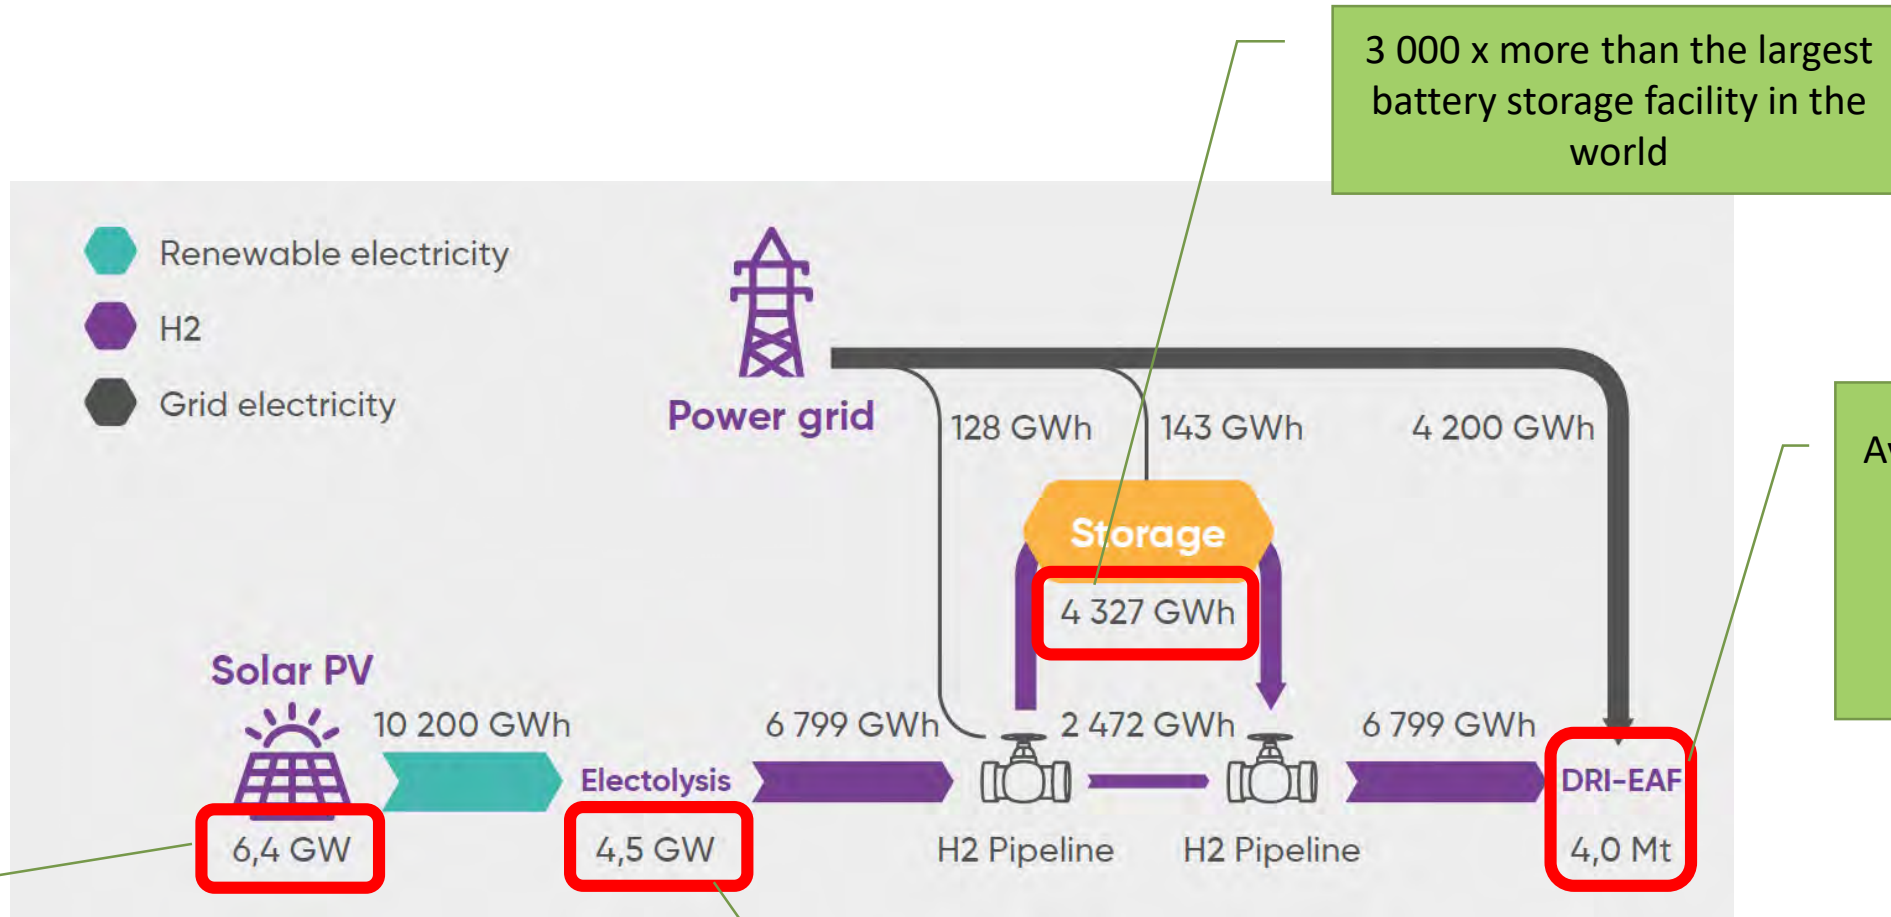 3 000 x more than the largest
battery storage facility in the
world
Renewable electricity
H2
Grid electricity
Power grid
128 GWh
143 GWh
4 200 GWh
Storage
4 327 GWh
Solar PV
10 200 GWh
6 799 GWh
2 472 GWh
6 799 GWh
Electolysis
DRI-EAF
6,4 GW
4,5 GW
H2 Pipeline
H2 Pipeline
4,0 Mt